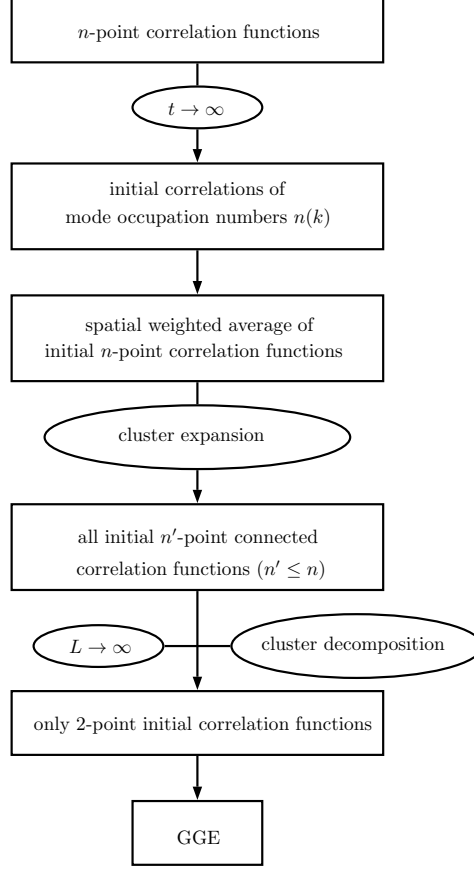 n-point correlation functions
t → ∞
initial correlations of
mode occupation numbers n(k)
spatial weighted average of
initial n-point correlation functions
cluster expansion
all initial n′-point connected
correlation functions (n′ ≤ n)
L → ∞
cluster decomposition
only 2-point initial correlation functions
GGE